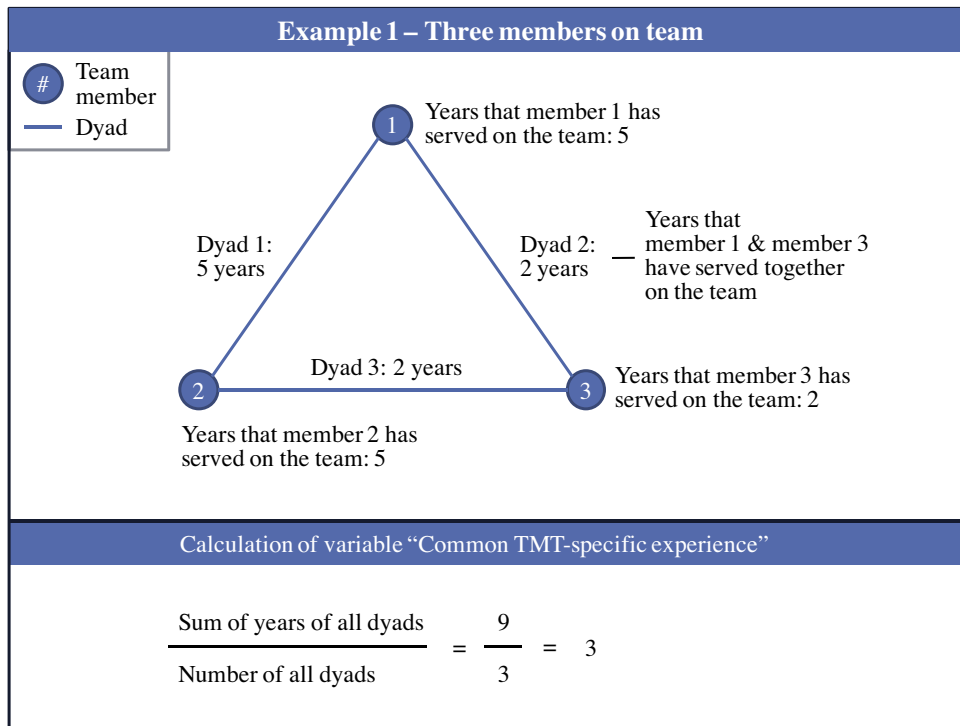 Example 1 – Three members on team
#
Team
member
Dyad
1
Years that member 1 has
served on the team: 5
Dyad 1:
5 years
Dyad 2:
2 years
Years that
member 1 & member 3
have served together
on the team
Dyad 3: 2 years
2
3
Years that member 3 has
served on the team: 2
Years that member 2 has
served on the team: 5
Calculation of variable “Common TMT-specific experience”
Sum of years of all dyads
Number of all dyads
=
9
3
=
3